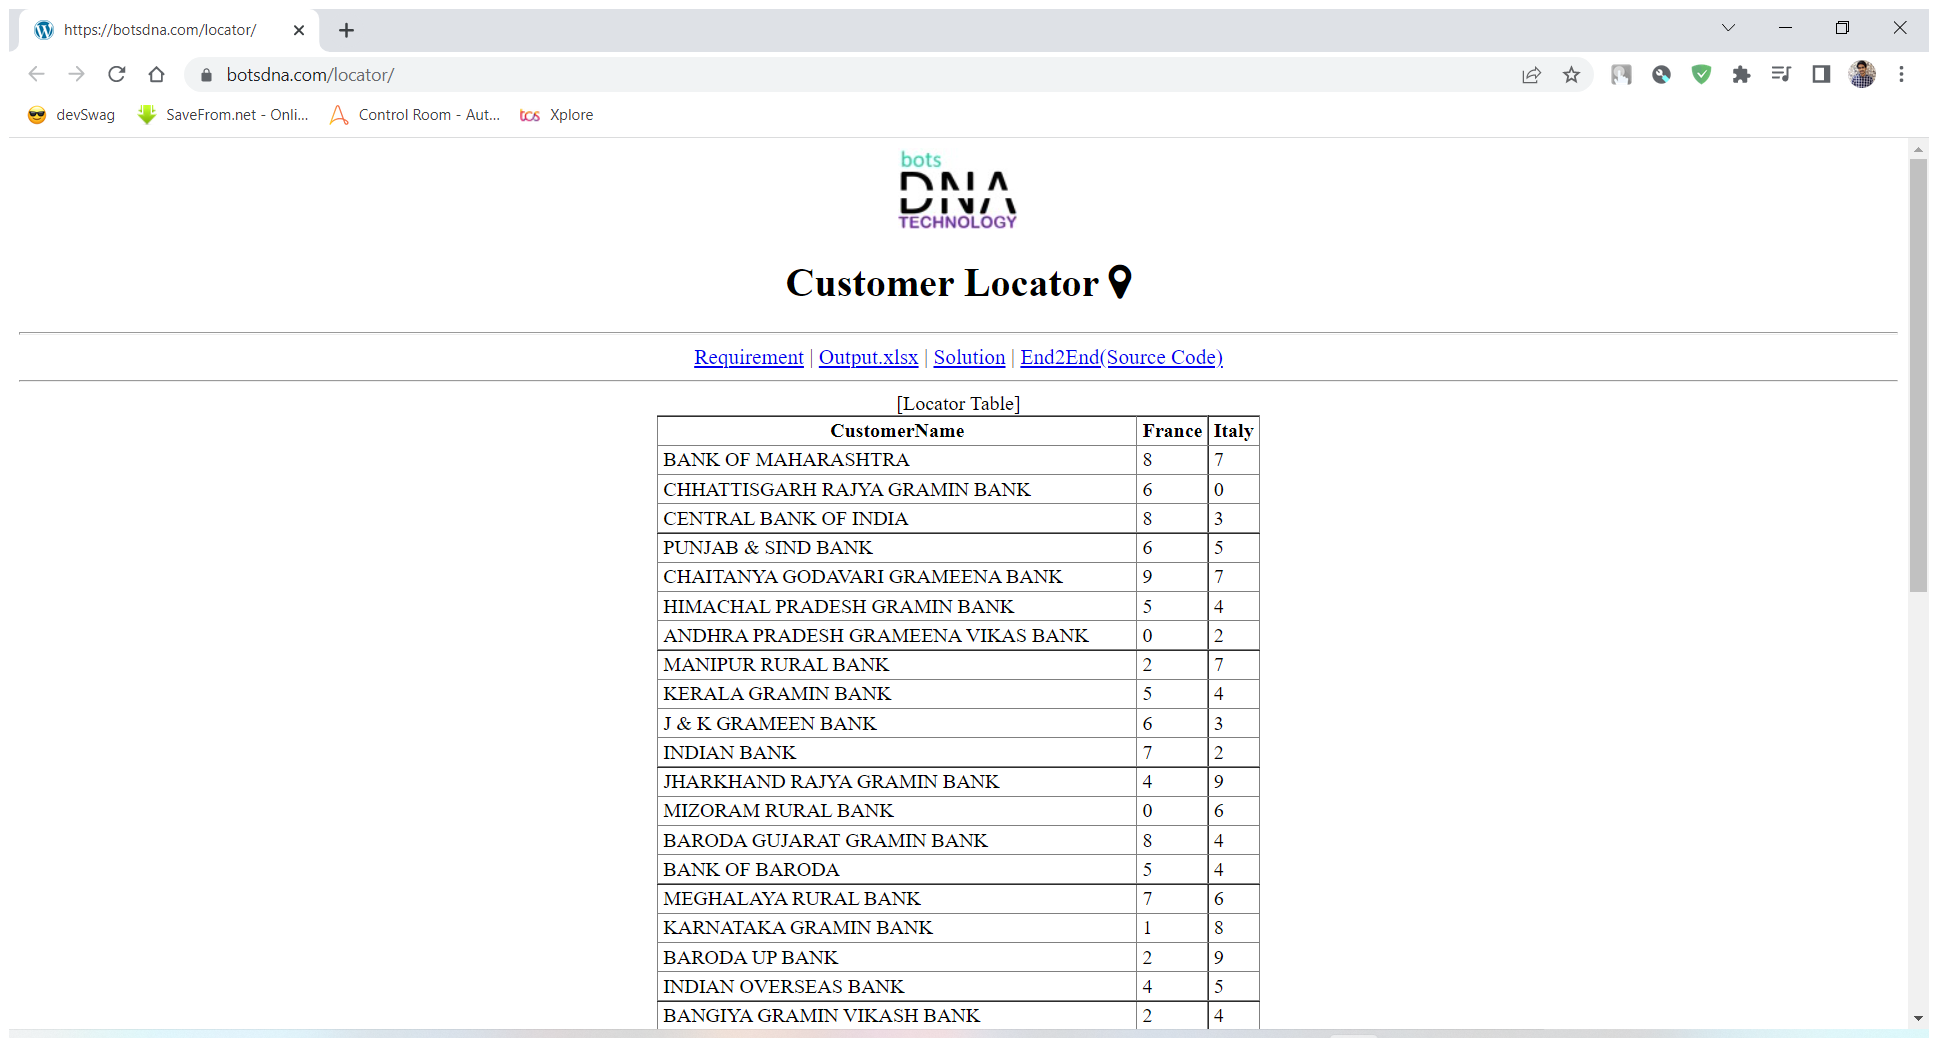 https://botsdna.com/locator/
botsdna.com/locator/
devSwag SaveFrom.net - Onli... Control Room - Aut... tcs Xplore
bots
DNA
TECHNOLOGY
Customer Locator
Requirement | Output.xlsx | Solution | End2End(Source Code)
[Locator Table]
CustomerName France Italy
BANK OF MAHARASHTRA 8 7
CHHATTISGARH RAJYA GRAMIN BANK 6 0
CENTRAL BANK OF INDIA 8 3
PUNJAB & SIND BANK 6 5
CHAITANYA GODAVARI GRAMEENA BANK 9 7
HIMACHAL PRADESH GRAMIN BANK 5 4
ANDHRA PRADESH GRAMEENA VIKAS BANK 0 2
MANIPUR RURAL BANK 2 7
KERALA GRAMIN BANK 5 4
J & K GRAMEEN BANK 6 3
INDIAN BANK 7 2
JHARKHAND RAJYA GRAMIN BANK 4 9
MIZORAM RURAL BANK 0 6
BARODA GUJARAT GRAMIN BANK 8 4
BANK OF BARODA 5 4
MEGHALAYA RURAL BANK 7 6
KARNATAKA GRAMIN BANK 1 8
BARODA UP BANK 2 9
INDIAN OVERSEAS BANK 4 5
BANGIYA GRAMIN VIKASH BANK 2 4